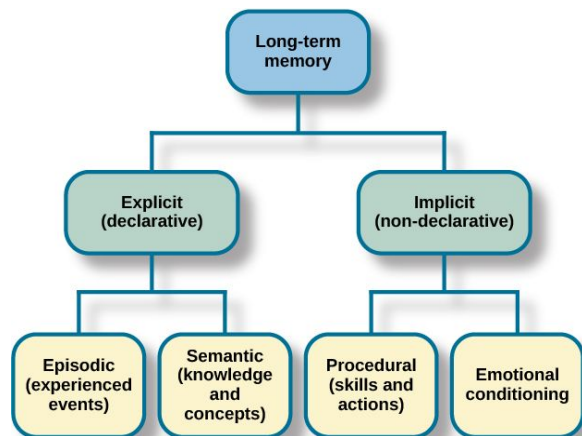 Long-term
memory
Explicit
(declarative)
Implicit
(non-declarative)
Episodic
(experienced
events)
Semantic
(knowledge
and
concepts)
Procedural
(skills and
actions)
Emotional
conditioning